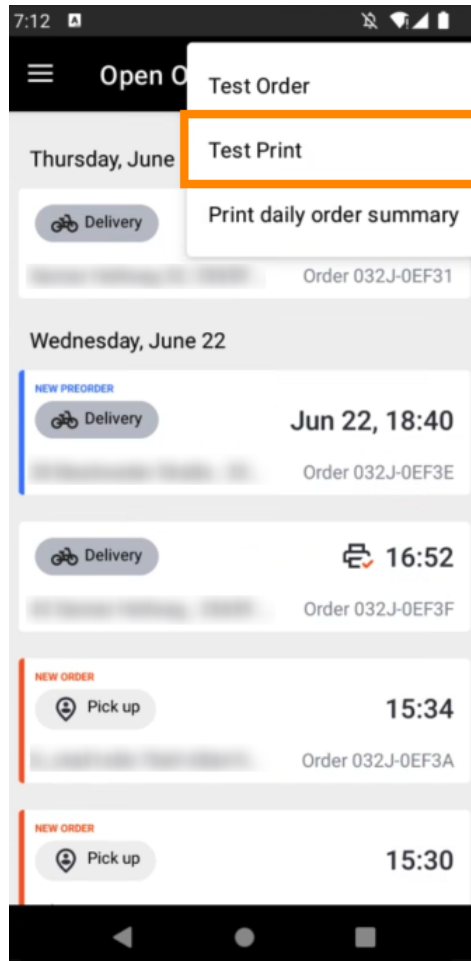 7:12
Open O
Test Order
Test Print
Print daily order summary
Thursday, June
Delivery
Order 032J-0EF31
Wednesday, June 22
NEW PREORDER
Delivery
Jun 22, 18:40
Order 032J-0EF3E
Delivery
16:52
Order 032J-0EF3F
NEW ORDER
Pick up
15:34
Order 032J-0EF3A
NEW ORDER
Pick up
15:30